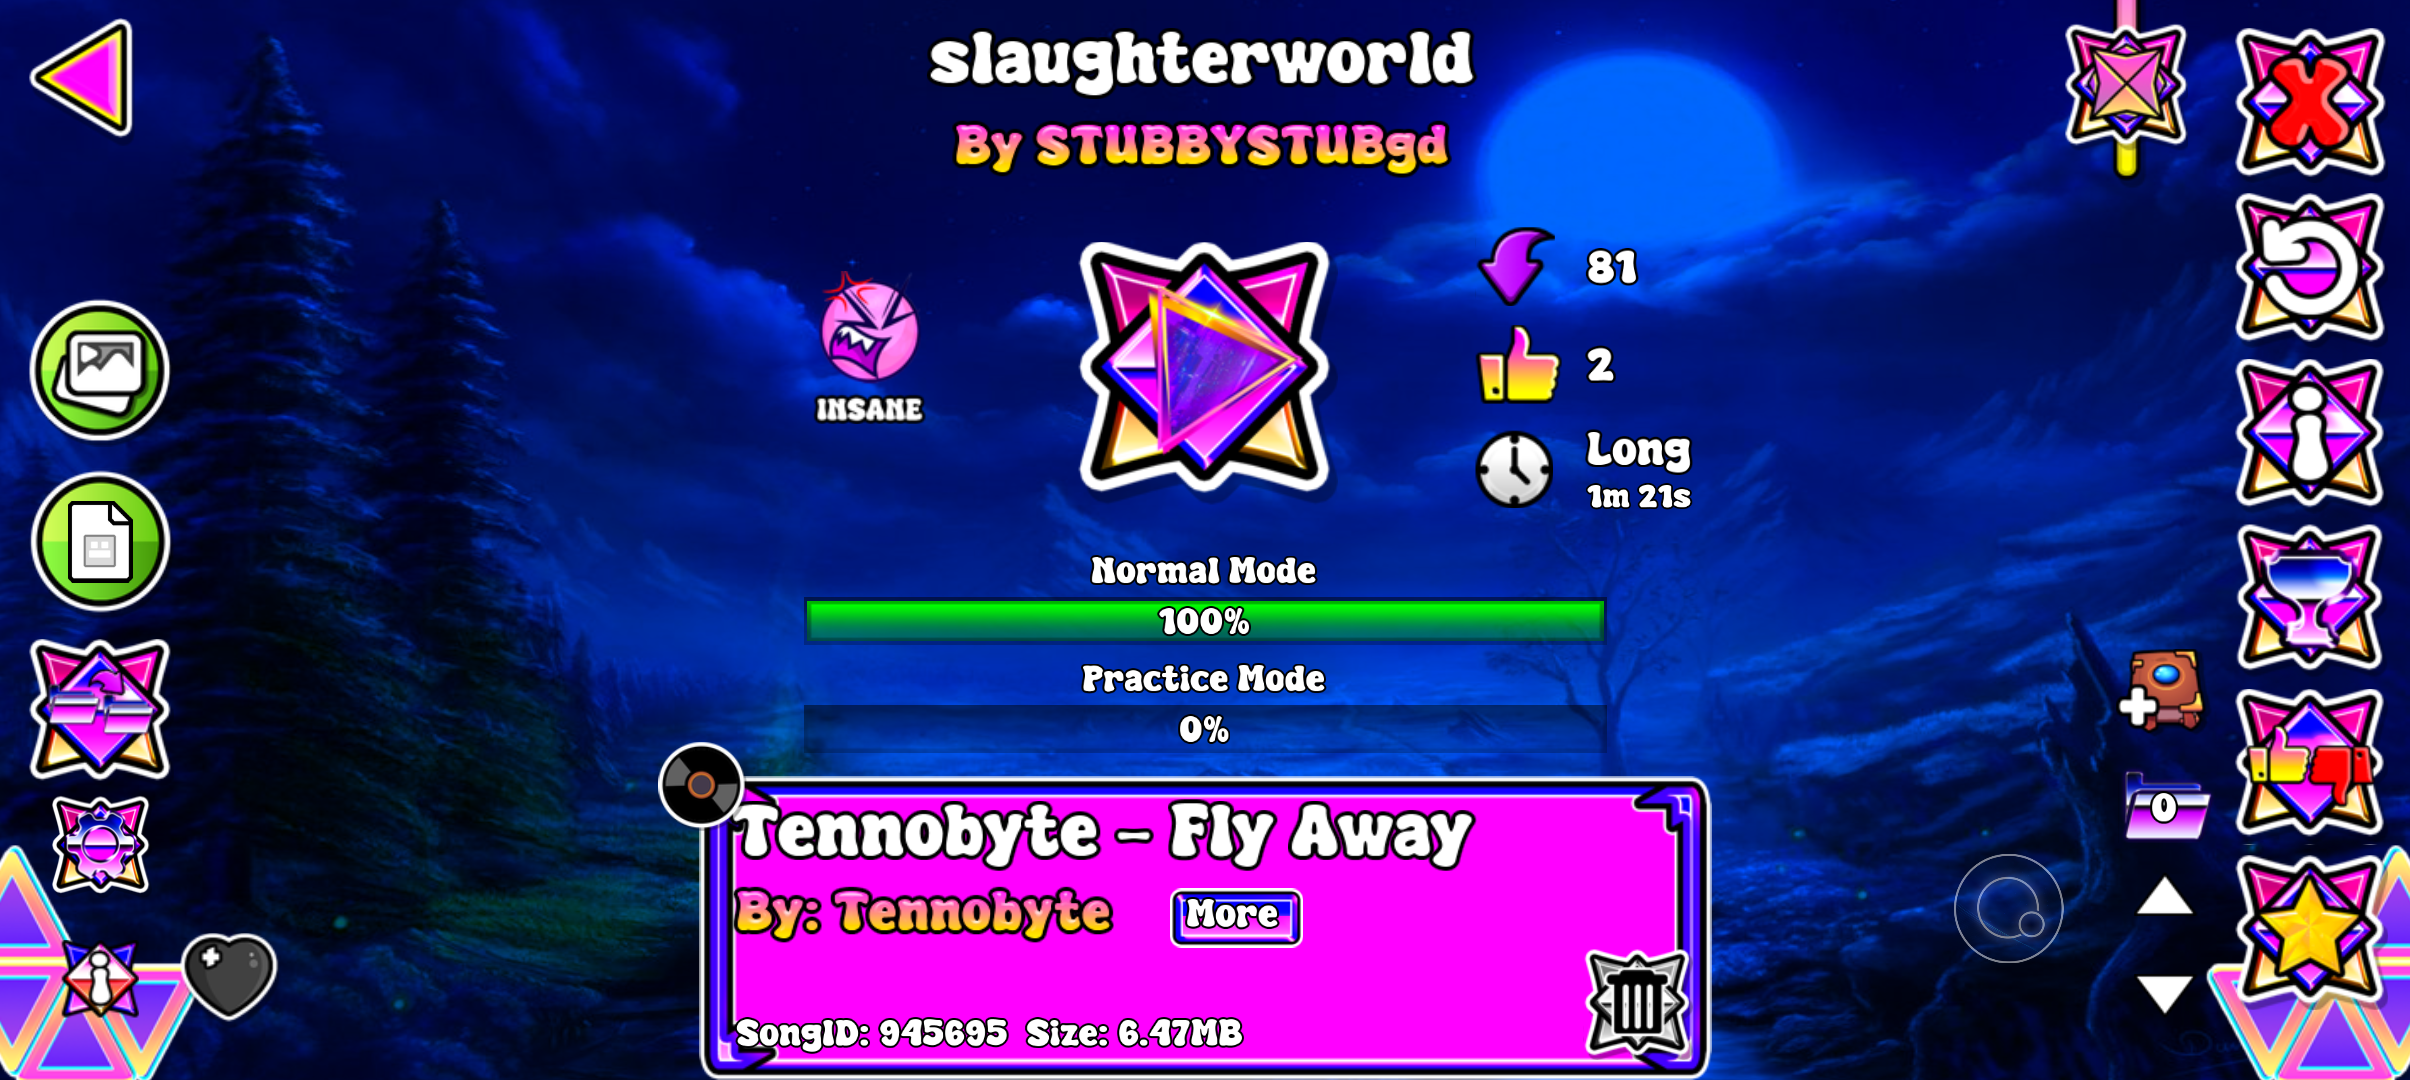 slaughterworld
By STUBBYSTUBgd
81
2
INSANE
Long
1m 21s
Normal Mode
100%
Practice Mode
0%
Tennobyte - Fly Away
By: Tennobyte
More
SongID: 945695 Size: 6.47MB
0